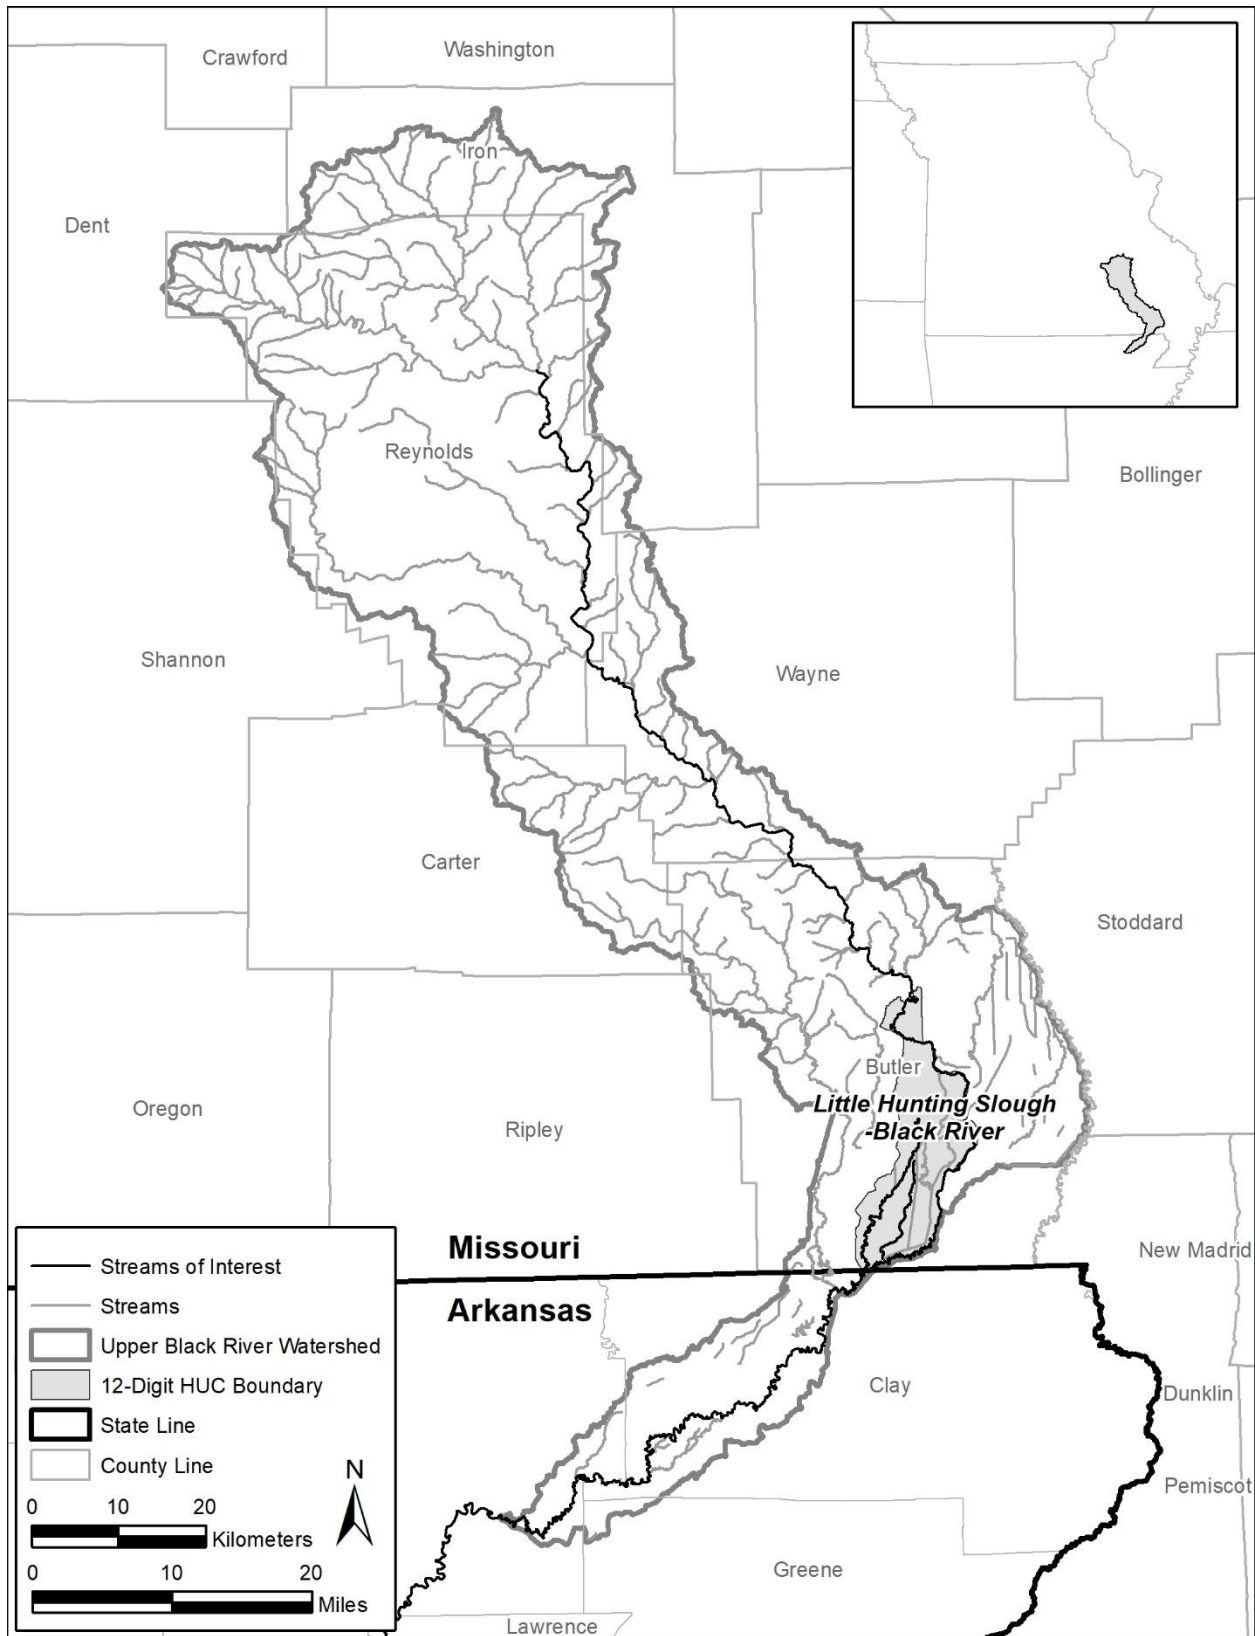 Crawford
Washington
Iron
Dent
Reynolds
Bollinger
Shannon
Wayne
Carter
Stoddard
Butler
Little Hunting Slough
-Black River
Oregon
Ripley
Missouri
Arkansas
New Madrid
Clay
Dunklin
Pemiscot
Greene
Lawrence
Streams of Interest
Streams
Upper Black River Watershed
12-Digit HUC Boundary
State Line
County Line
N
0 10 20
Kilometers
0 10 20
Miles